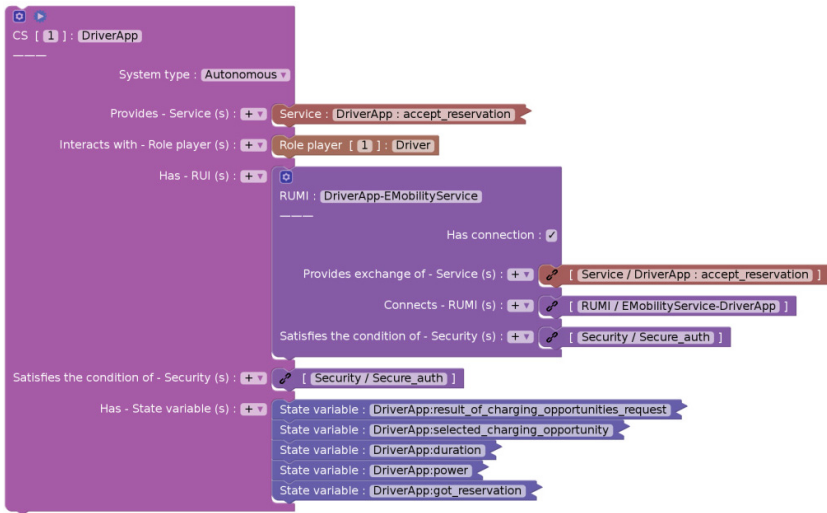 CS [ 1 ] : DriverApp
———
System type : Autonomous
Provides - Service (s) : + Service : DriverApp : accept_reservation
Interacts with - Role player (s) : + Role player [ 1 ] : Driver
Has - RUI (s) : +
RUMI : DriverApp-EMobilityService
———
Has connection : ✓
Provides exchange of - Service (s) : + [ Service / DriverApp : accept_reservation ]
Connects - RUMI (s) : + [ RUMI / EMobilityService-DriverApp ]
Satisfies the condition of - Security (s) : + [ Security / Secure_auth ]
Satisfies the condition of - Security (s) : + [ Security / Secure_auth ]
Has - State variable (s) : + State variable : DriverApp:result_of_charging_opportunities_request
State variable : DriverApp:selected_charging_opportunity
State variable : DriverApp:duration
State variable : DriverApp:power
State variable : DriverApp:got_reservation